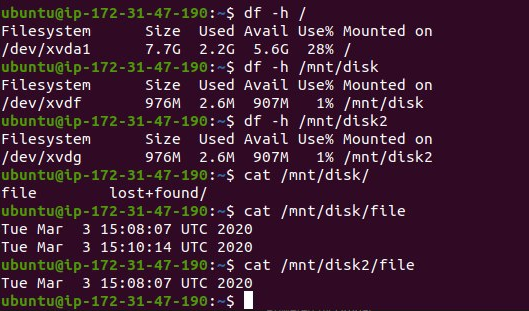 ubuntu@ip-172-31-47-190:~$ df -h /
Filesystem      Size  Used Avail Use% Mounted on
/dev/xvda1      7.7G  2.2G  5.6G  28% /
ubuntu@ip-172-31-47-190:~$ df -h /mnt/disk
Filesystem      Size  Used Avail Use% Mounted on
/dev/xvdf       976M  2.6M  907M   1% /mnt/disk
ubuntu@ip-172-31-47-190:~$ df -h /mnt/disk2
Filesystem      Size  Used Avail Use% Mounted on
/dev/xvdg       976M  2.6M  907M   1% /mnt/disk2
ubuntu@ip-172-31-47-190:~$ cat /mnt/disk/
file        lost+found/
ubuntu@ip-172-31-47-190:~$ cat /mnt/disk/file
Tue Mar  3 15:08:07 UTC 2020
Tue Mar  3 15:10:14 UTC 2020
ubuntu@ip-172-31-47-190:~$ cat /mnt/disk2/file
Tue Mar  3 15:08:07 UTC 2020
ubuntu@ip-172-31-47-190:~$